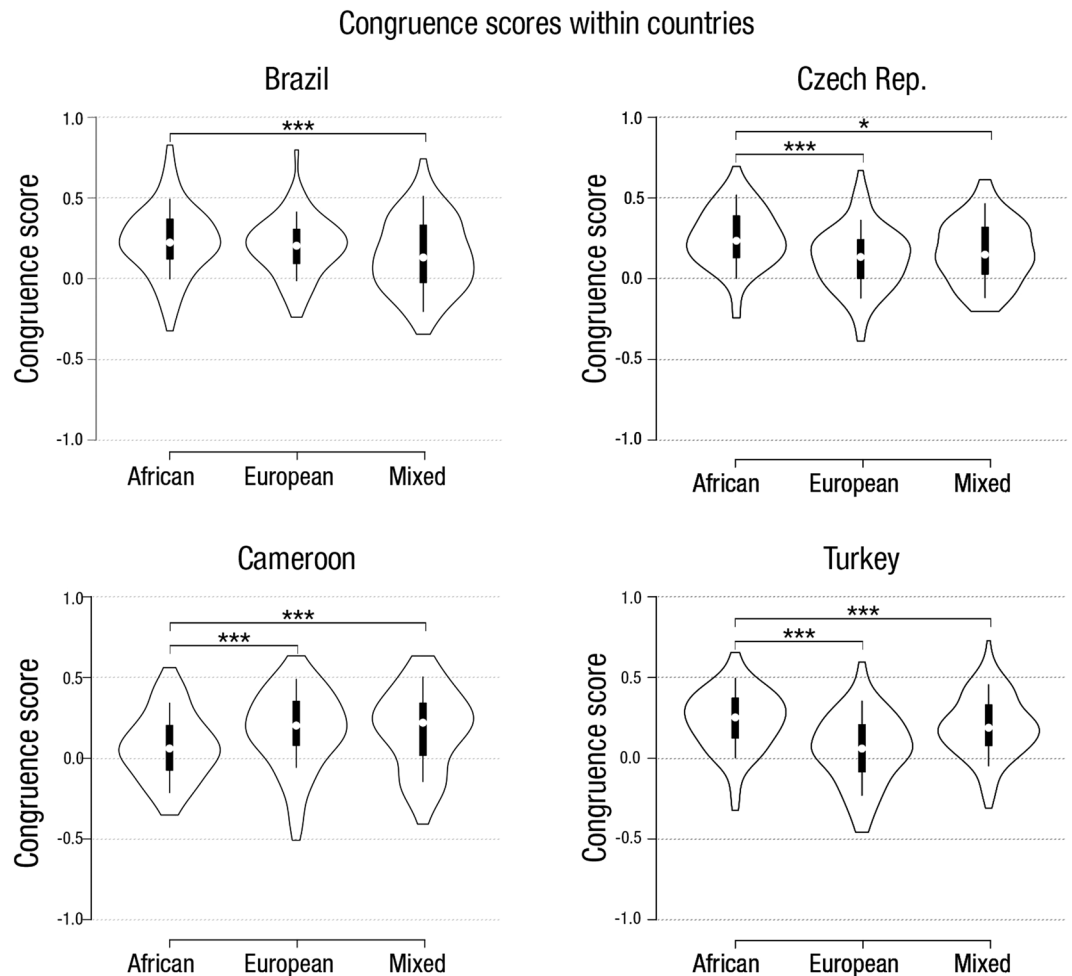 Congruence scores within countries
Brazil
Congruence score
1.0
0.5
0.0
-0.5
-1.0
***
African European Mixed
Czech Rep.
Congruence score
1.0
0.5
0.0
-0.5
-1.0
*
***
African European Mixed
Cameroon
Congruence score
1.0
0.5
0.0
-0.5
-1.0
***
***
African European Mixed
Turkey
Congruence score
1.0
0.5
0.0
-0.5
-1.0
***
***
African European Mixed